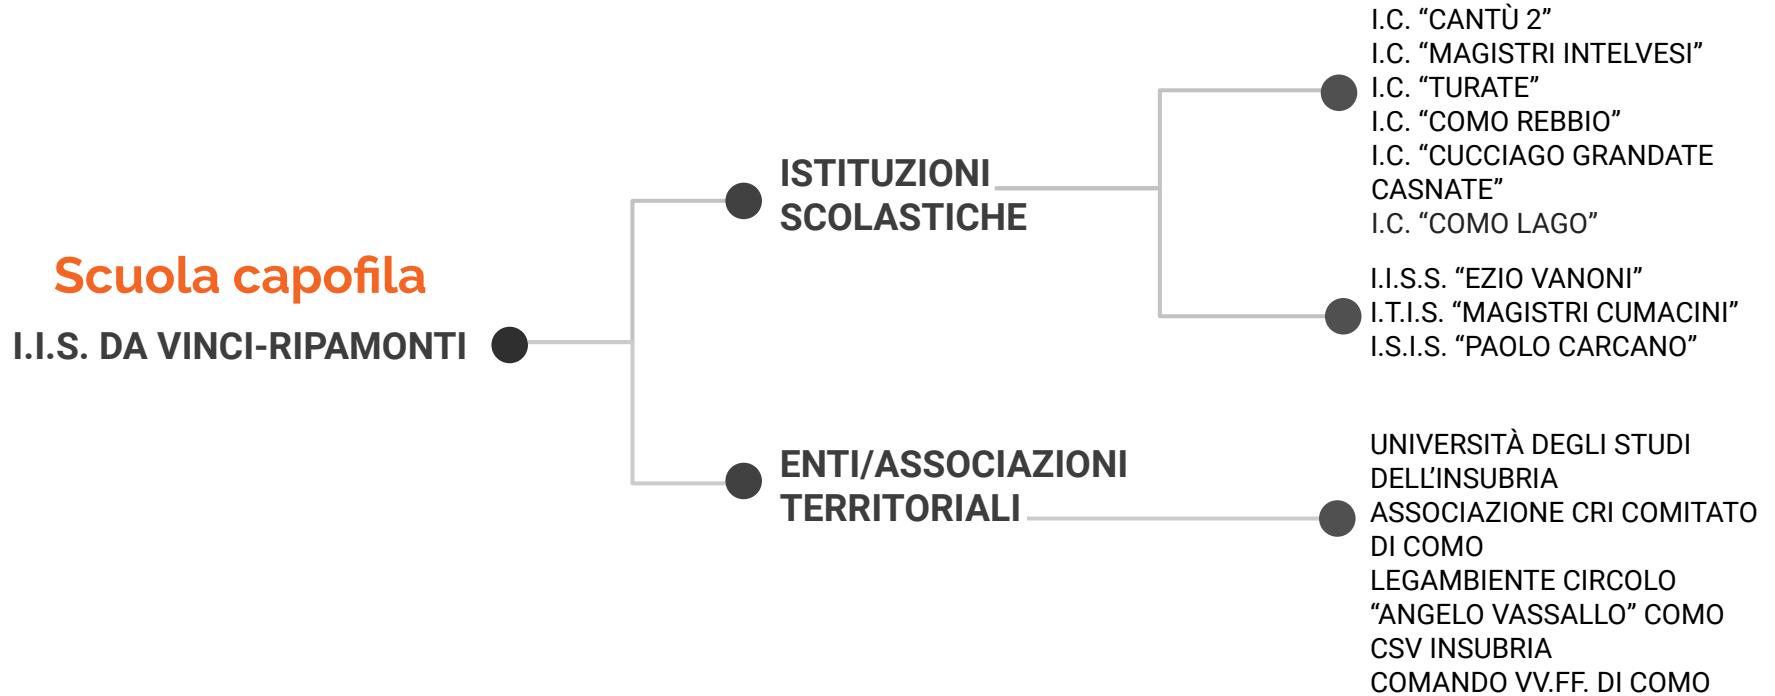 Scuola capofila
I.I.S. DA VINCI-RIPAMONTI
ISTITUZIONI
SCOLASTICHE
I.C. “CANTÙ 2”
I.C. “MAGISTRI INTELVESI”
I.C. “TURATE”
I.C. “COMO REBBIO”
I.C. “CUCCIAGO GRANDATE
CASNATE”
I.C. “COMO LAGO”
I.I.S.S. “EZIO VANONI”
I.T.I.S. “MAGISTRI CUMACINI”
I.S.I.S. “PAOLO CARCANO”
ENTI/ASSOCIAZIONI
TERRITORIALI
UNIVERSITÀ DEGLI STUDI
DELL’INSUBRIA
ASSOCIAZIONE CRI COMITATO
DI COMO
LEGAMBIENTE CIRCOLO
“ANGELO VASSALLO” COMO
CSV INSUBRIA
COMANDO VV.FF. DI COMO